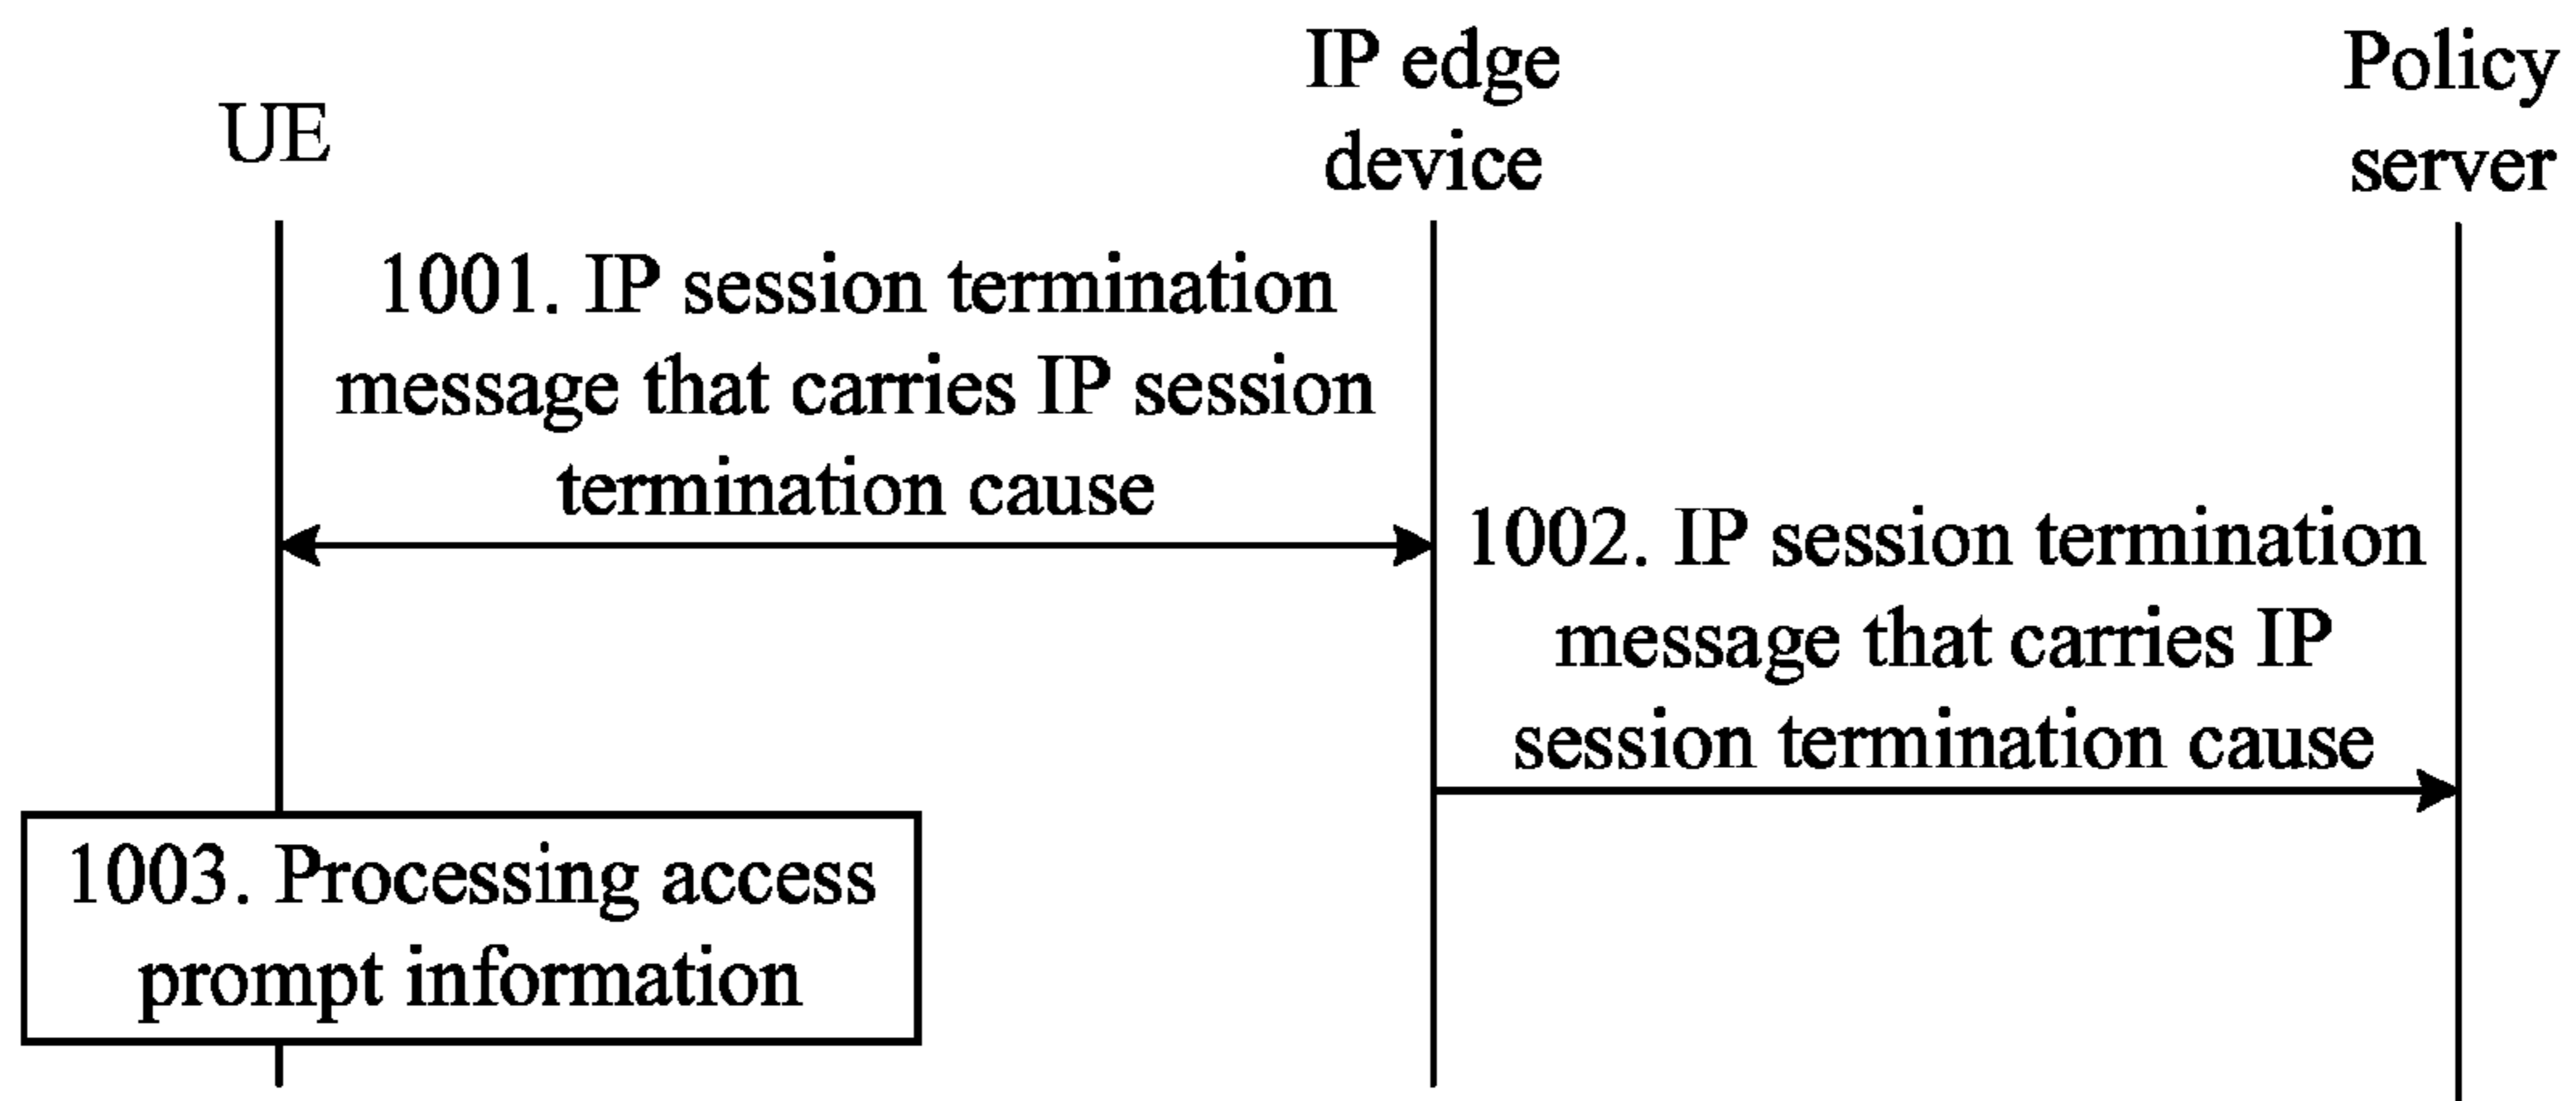 UE
IP edge
device
Policy
server
1001. IP session termination
message that carries IP session
termination cause
1002. IP session termination
message that carries IP
session termination cause
1003. Processing access
prompt information